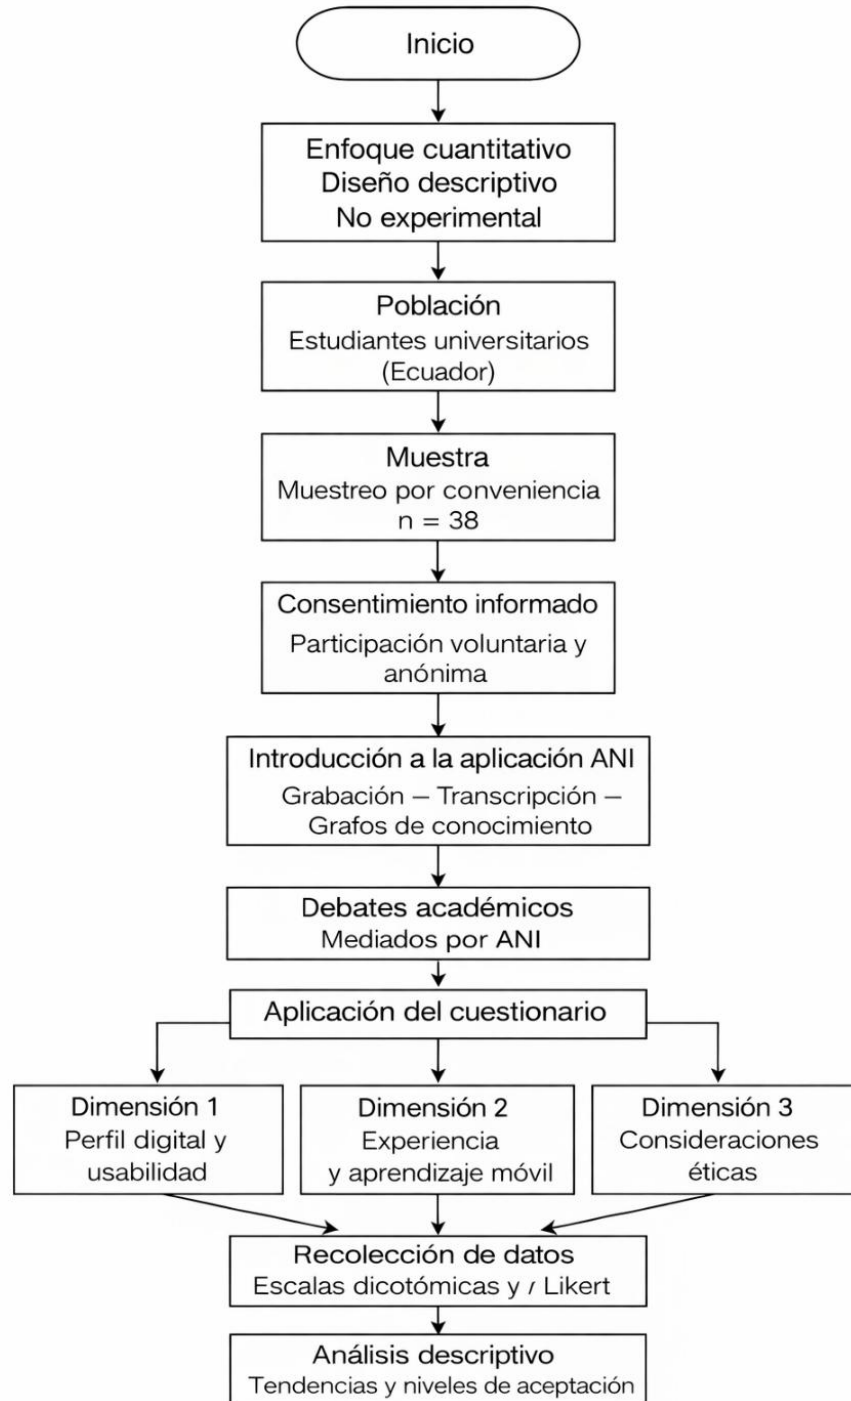 Inicio
Enfoque cuantitativo
Diseño descriptivo
No experimental
Población
Estudiantes universitarios
(Ecuador)
Muestra
Muestreo por conveniencia
n = 38
Consentimiento informado
Participación voluntaria y
anónima
Introducción a la aplicación ANI
Grabación – Transcripción –
Grafos de conocimiento
Debates académicos
Mediados por ANI
Aplicación del cuestionario
Dimensión 1
Perfil digital y
usabilidad
Dimensión 2
Experiencia
y aprendizaje móvil
Dimensión 3
Consideraciones
éticas
Recolección de datos
Escalas dicotómicas y / Likert
Análisis descriptivo
Tendencias y niveles de aceptación